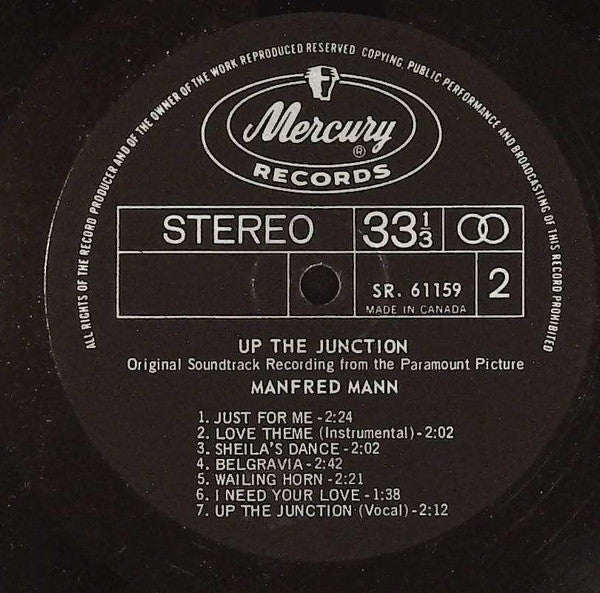 ALL RIGHTS OF THE RECORD PRODUCER AND OF THE OWNER OF THE WORK REPRODUCED RESERVED COPYING, PUBLIC PERFORMANCE AND BROADCASTING OF THIS RECORD PROHIBITED
Mercury ®
RECORDS
STEREO 33⅓
SR. 61159 2
MADE IN CANADA
UP THE JUNCTION
Original Soundtrack Recording from the Paramount Picture
MANFRED MANN
1. JUST FOR ME - 2:24
2. LOVE THEME (Instrumental) - 2:02
3. SHEILA'S DANCE - 2:02
4. BELGRAVIA - 2:42
5. WAILING HORN - 2:21
6. I NEED YOUR LOVE - 1:38
7. UP THE JUNCTION (Vocal) - 2:12